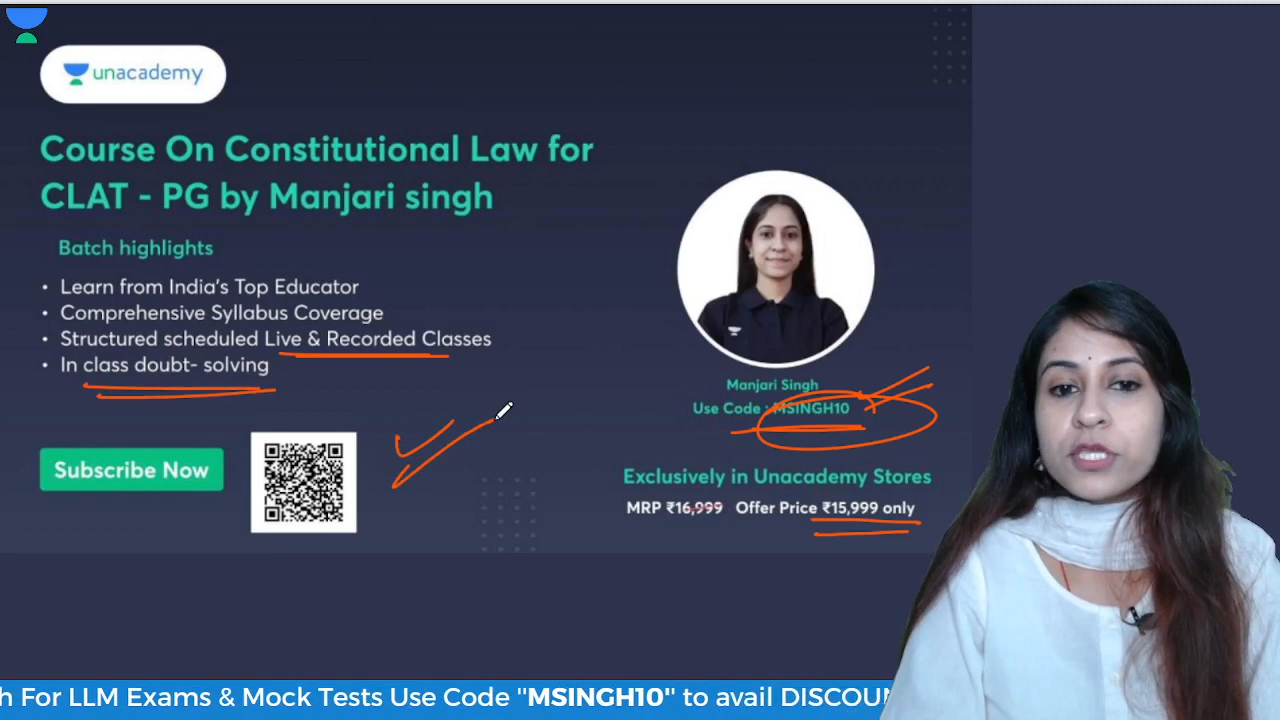 unacademy
Course On Constitutional Law for
CLAT - PG by Manjari singh
Batch highlights
• Learn from India's Top Educator
• Comprehensive Syllabus Coverage
• Structured scheduled Live & Recorded Classes
• In class doubt- solving
Subscribe Now
Manjari Singh
Use Code : MSINGH10
Exclusively in Unacademy Stores
MRP ₹16,999 Offer Price ₹15,999 only
h For LLM Exams & Mock Tests Use Code "MSINGH10" to avail DISCOUN